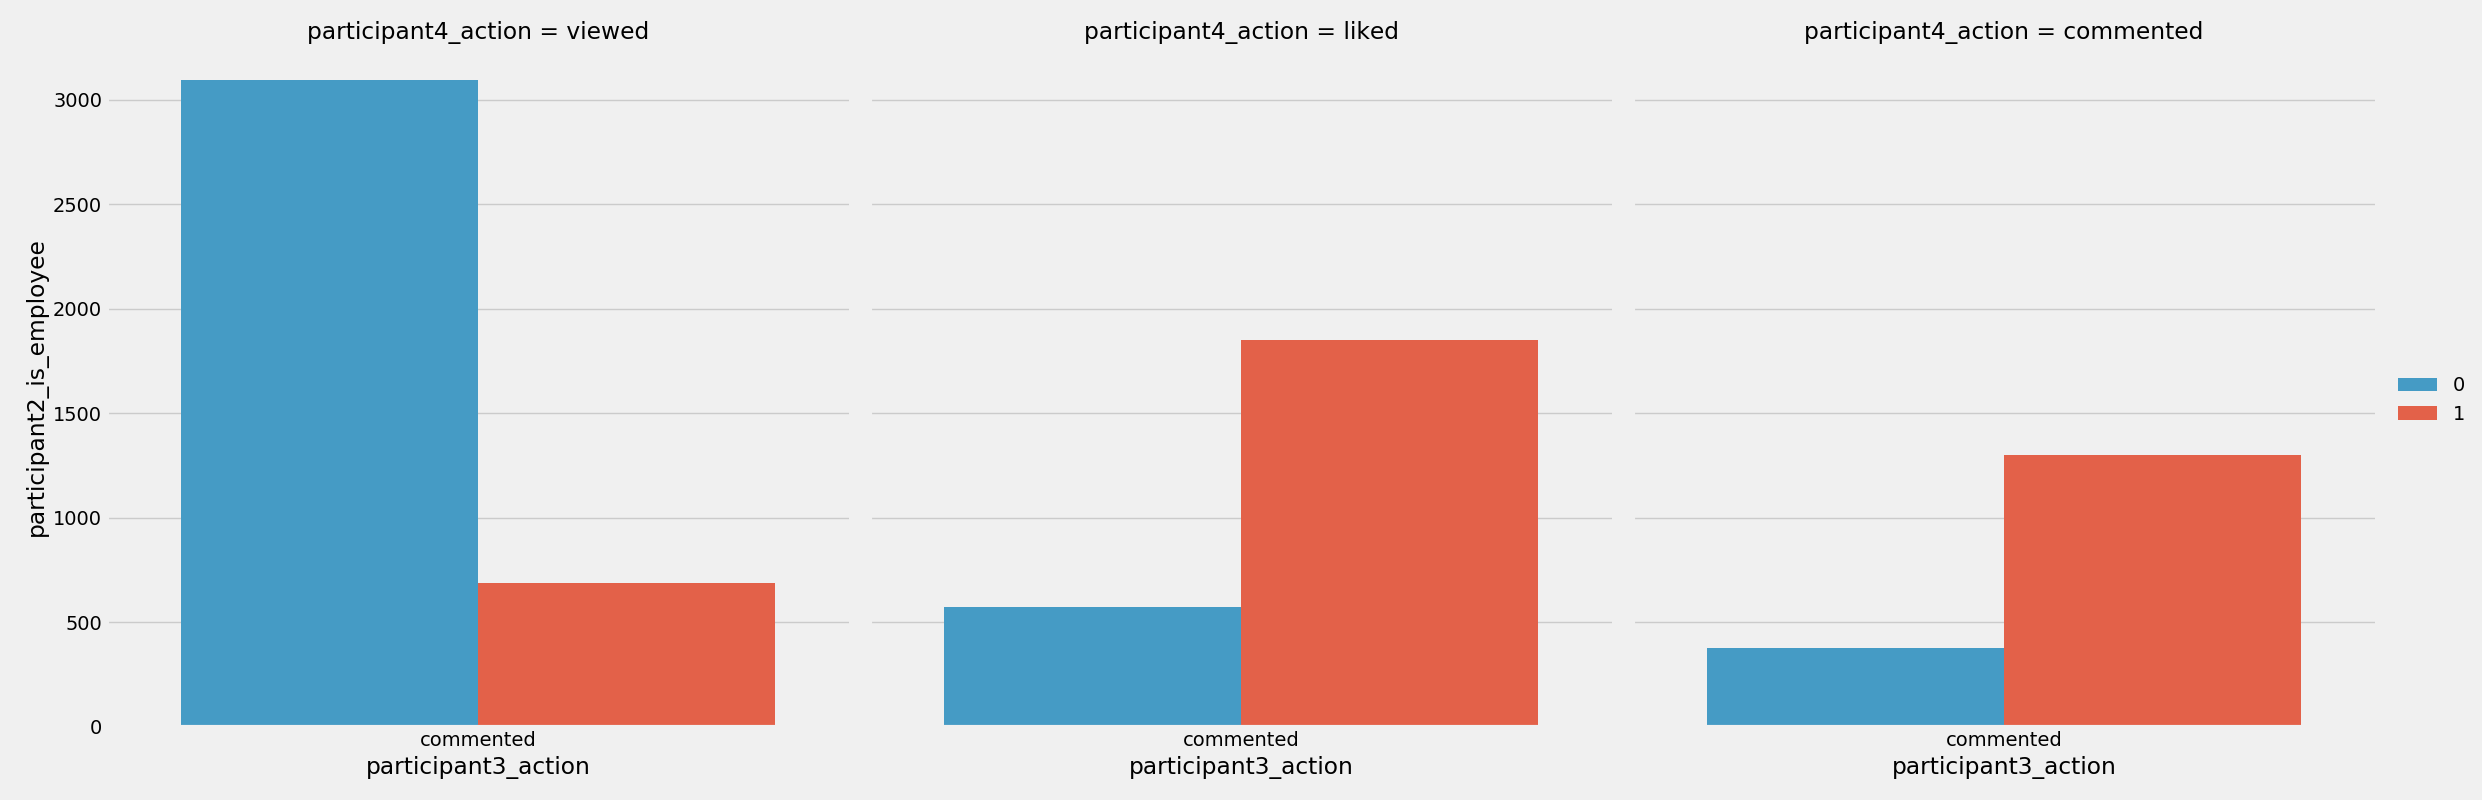 participant4_action = viewed
participant4_action = liked
participant4_action = commented
participant2_is_employee
3000
2500
2000
1500
1000
500
0
commented
commented
commented
participant3_action
participant3_action
participant3_action
0
1